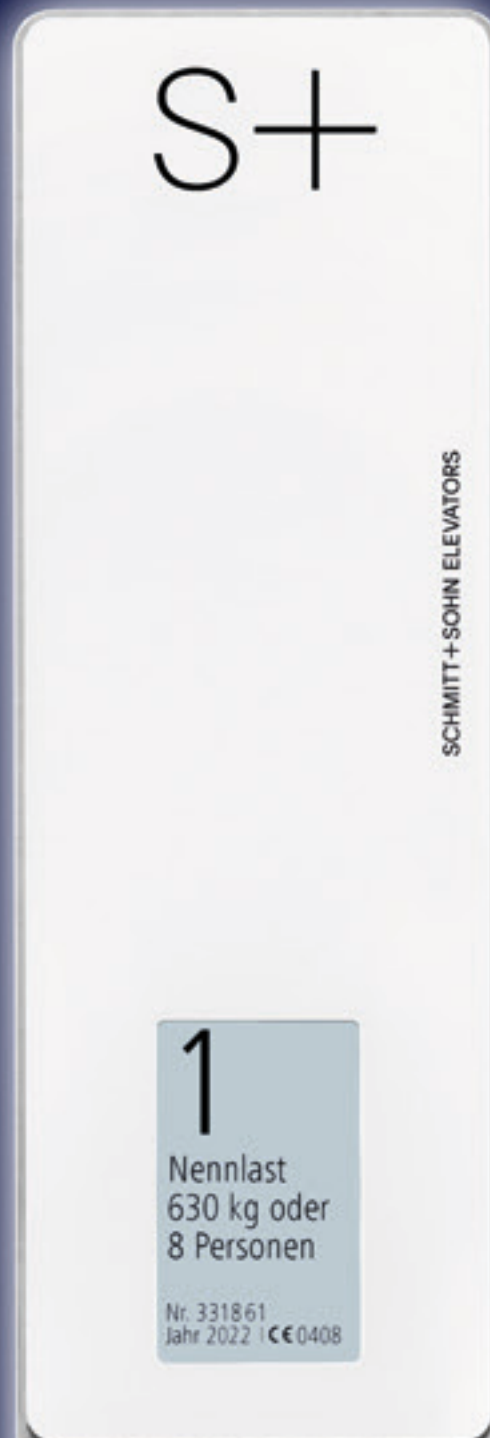 S+
SCHMITT+SOHN ELEVATORS
1
Nennlast
630 kg oder
8 Personen
Nr. 331861
Jahr 2022 | CE 0408